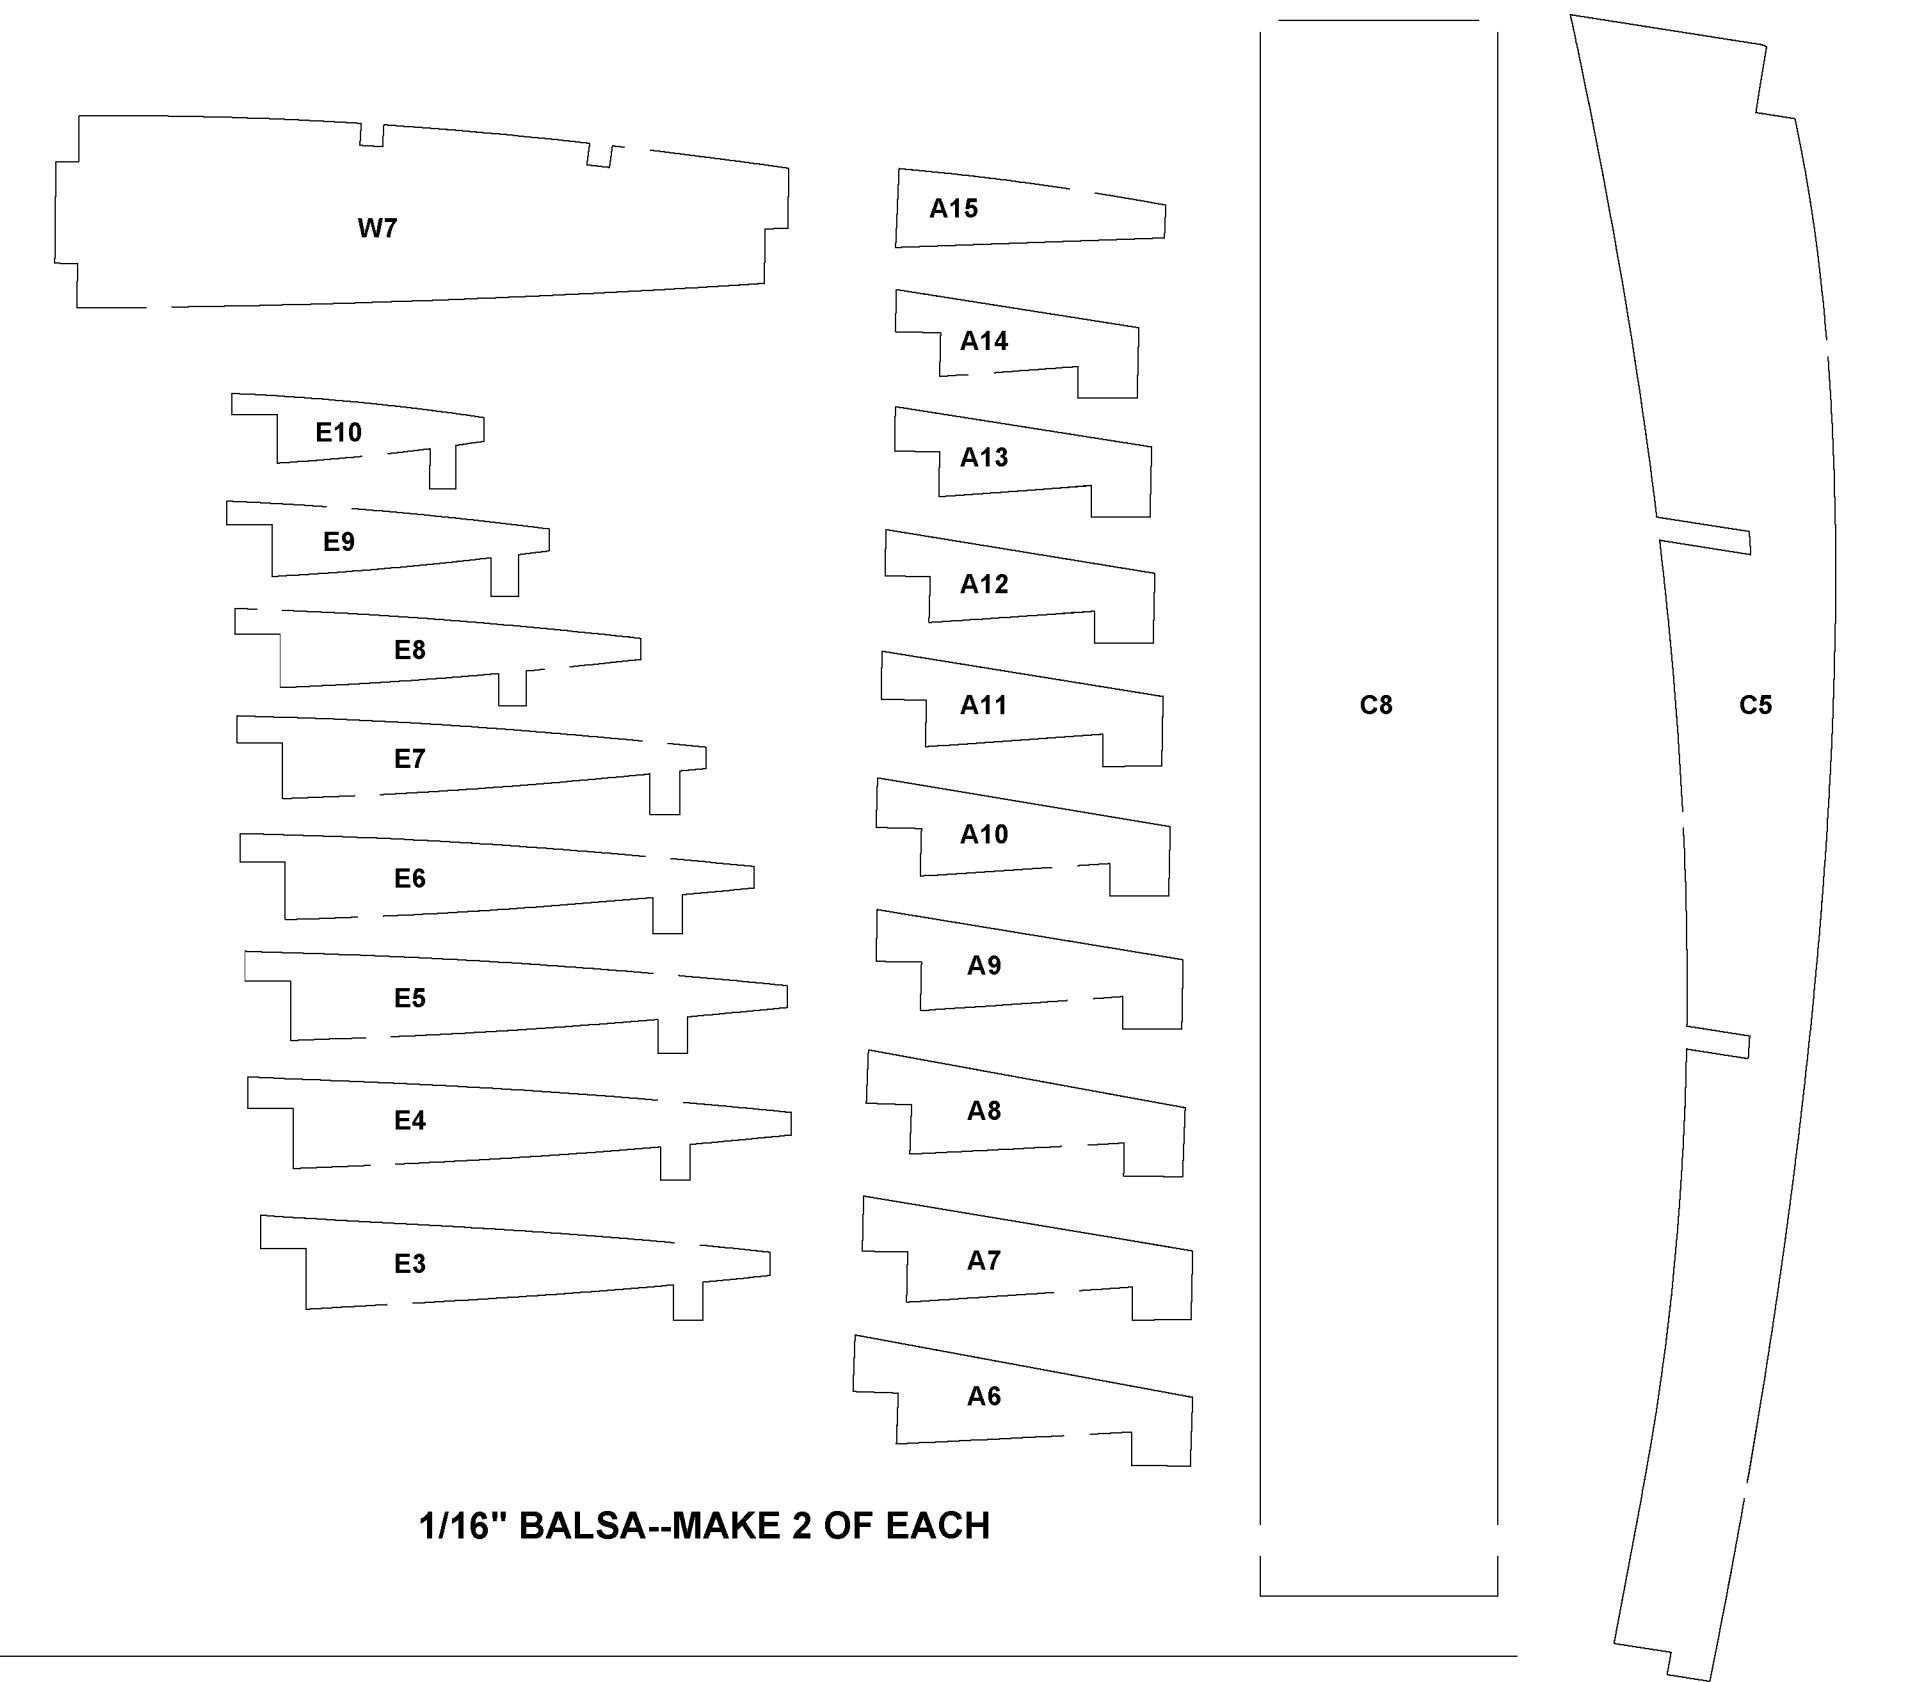 W7
A15
A14
E10
A13
E9
A12
E8
A11
C8
C5
E7
A10
E6
A9
E5
A8
E4
A7
E3
A6
1/16" BALSA--MAKE 2 OF EACH